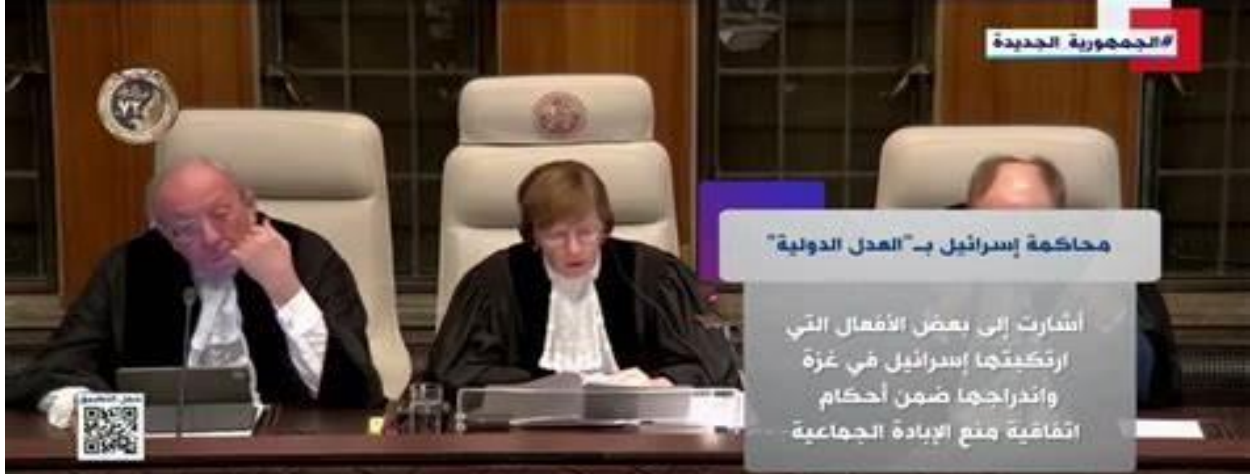 #الجمهورية_الجديدة
محاكمة إسرائيل بـ"العدل الدولية"
أشارت إلى بعض الأفعال التي
ارتكبتها إسرائيل في غزة
واندراجها ضمن أحكام
اتفاقية منع الإبادة الجماعية